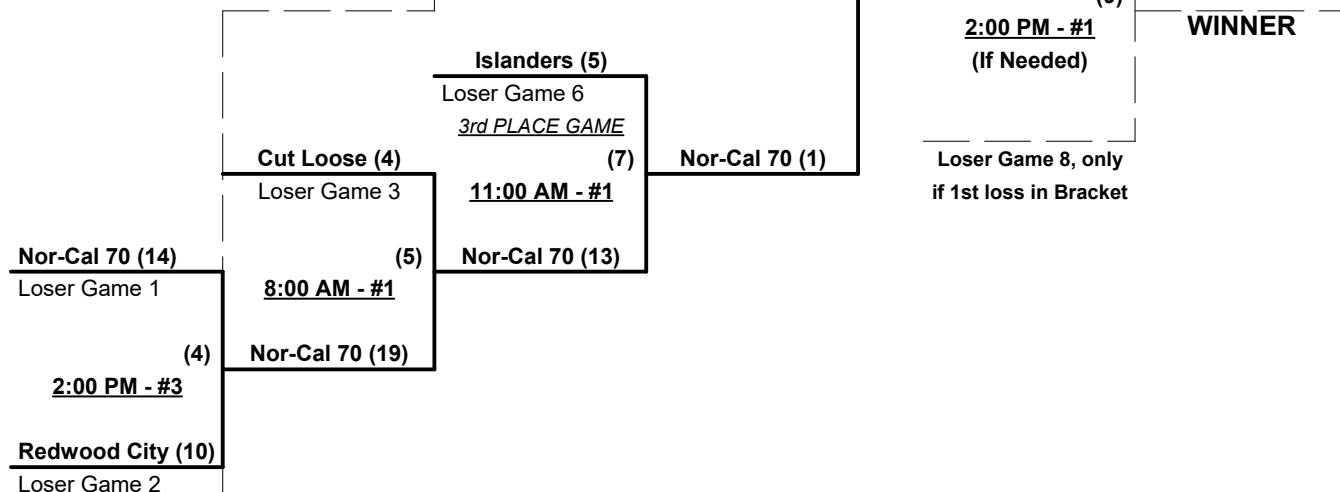 2:00 PM - #1
WINNER
(If Needed)
Islanders (5)
Loser Game 6
3rd PLACE GAME
Cut Loose (4)
(7)
Nor-Cal 70 (1)
Loser Game 8, only
Loser Game 3
11:00 AM - #1
if 1st loss in Bracket
Nor-Cal 70 (14)
(5)
Nor-Cal 70 (13)
Loser Game 1
8:00 AM - #1
(4)
Nor-Cal 70 (19)
2:00 PM - #3
Redwood City (10)
Loser Game 2